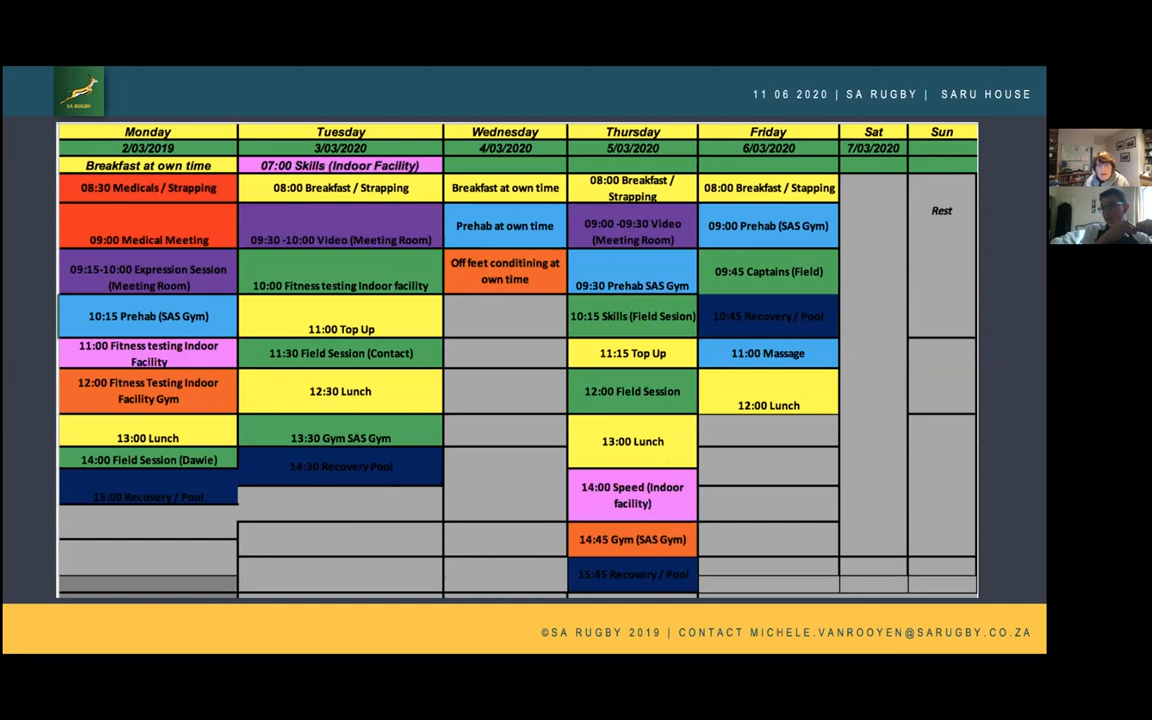 SA RUGBY
11 06 2020 | SA RUGBY | SARU HOUSE
Monday Tuesday Wednesday Thursday Friday Sat Sun
2/03/2019 3/03/2020 4/03/2020 5/03/2020 6/03/2020 7/03/2020
Breakfast at own time 07:00 Skills (Indoor Facility)
08:30 Medicals / Strapping
08:00 Breakfast / Strapping
Breakfast at own time
08:00 Breakfast /
Strapping
08:00 Breakfast / Stapping
Rest
09:00 Medical Meeting
09:30 -10:00 Video (Meeting Room)
Prehab at own time
09:00 -09:30 Video
(Meeting Room)
09:00 Prehab (SAS Gym)
09:15-10:00 Expression Session
(Meeting Room)
10:00 Fitness testing Indoor facility
Off feet conditining at
own time
09:30 Prehab SAS Gym
09:45 Captains (Field)
10:15 Prehab (SAS Gym)
11:00 Top Up
10:15 Skills (Field Sesion)
10:45 Recovery / Pool
11:00 Fitness testing Indoor
Facility
11:30 Field Session (Contact)
11:15 Top Up
11:00 Massage
12:00 Fitness Testing Indoor
Facility Gym
12:30 Lunch
12:00 Field Session
12:00 Lunch
13:00 Lunch
13:30 Gym SAS Gym
13:00 Lunch
14:00 Field Session (Dawie)
14:30 Recovery Pool
15:00 Recovery / Pool
14:00 Speed (Indoor
facility)
14:45 Gym (SAS Gym)
15:45 Recovery / Pool
©SA RUGBY 2019 | CONTACT MICHELE.VANROOYEN@SARUGBY.CO.ZA